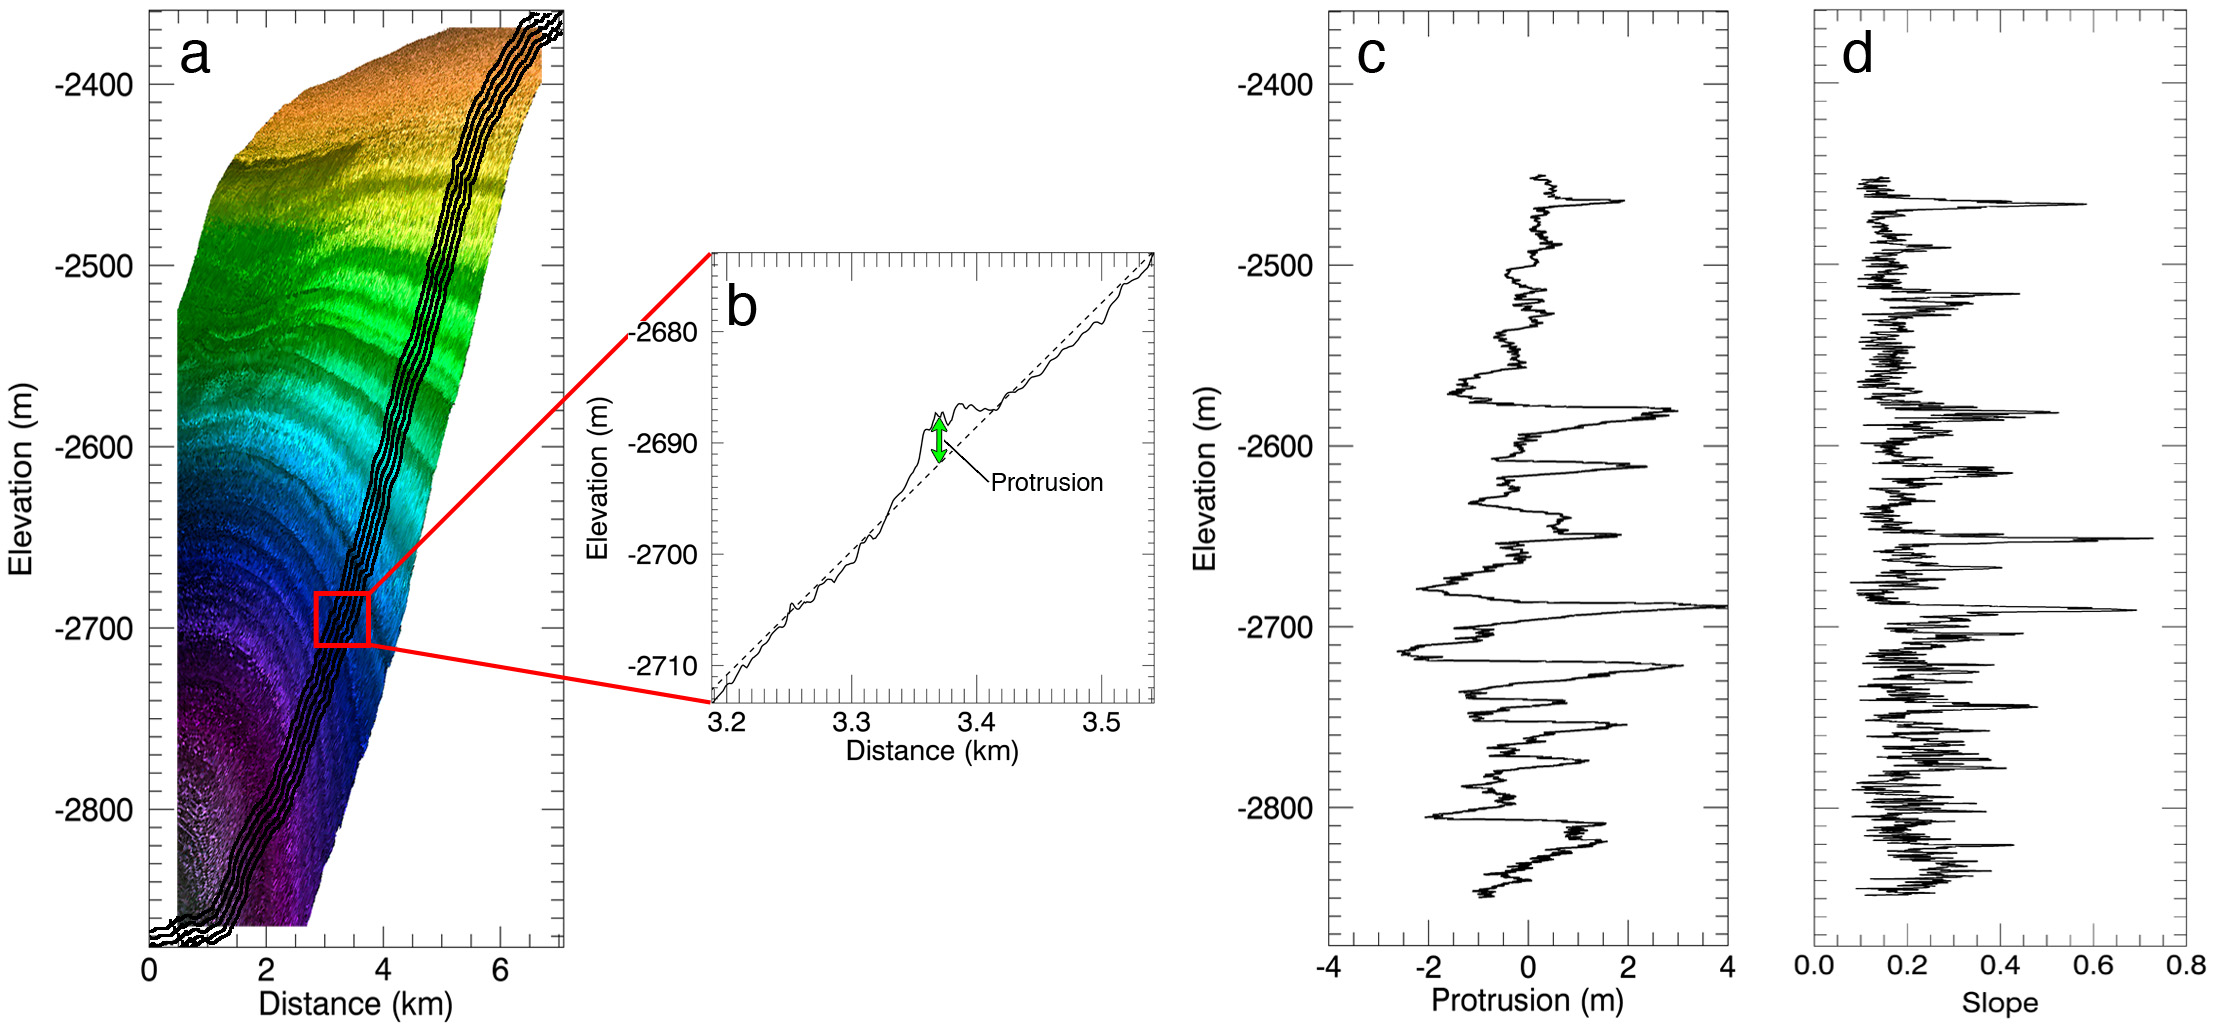 a
-2400
-2500
-2600
-2700
-2800
Elevation (m)
0 2 4 6
Distance (km)
b
-2680
-2690
-2700
-2710
Elevation (m)
Protrusion
3.2 3.3 3.4 3.5
Distance (km)
c
-2400
-2500
-2600
-2700
-2800
Elevation (m)
-4 -2 0 2 4
Protrusion (m)
d
0.0 0.2 0.4 0.6 0.8
Slope